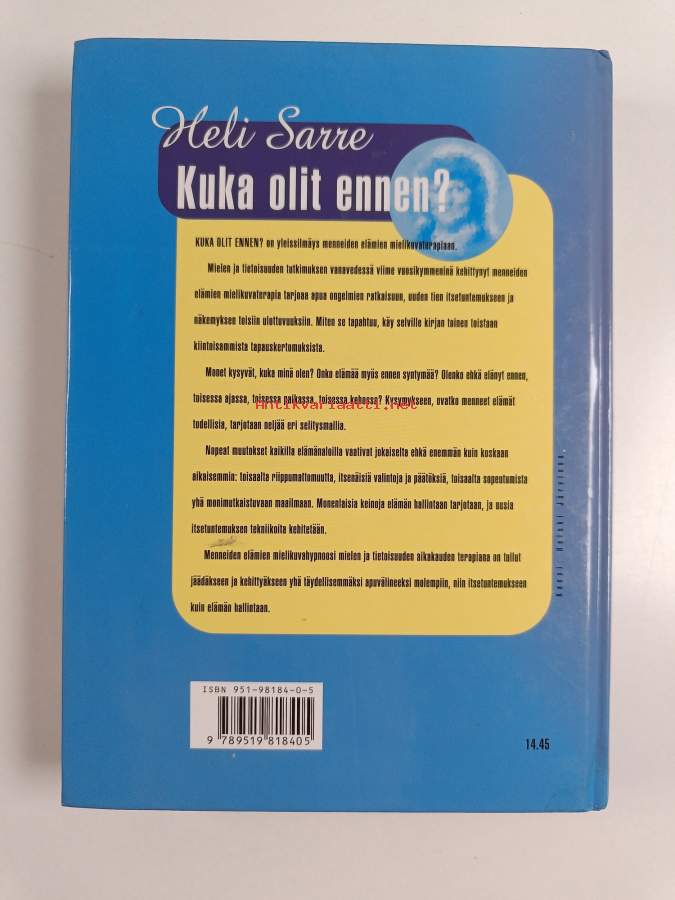 Heli Sarre
Kuka olit ennen?
KUKA OLIT ENNEN? on yleissilmäys menneiden elämien mielikuvaterapiaan.
Mielen ja tietoisuuden tutkimuksen vanavedessä viime vuosikymmeninä kehittynyt menneiden
elämien mielikuvaterapia tarjoaa apua ongelmien ratkaisuun, uuden tien itsetuntemukseen ja
näkemyksen toisiin ulottuvuuksiin. Miten se tapahtuu, käy selville kirjan toinen toistaan
kiintoisammista tapauskertomuksista.
Monet kysyvät, kuka minä olen? Onko elämää myös ennen syntymää? Olenko ehkä elänyt ennen,
toisessa ajassa, toisessa paikassa, toisessa kehossa? Kysymykseen, ovatko menneet elämät
Antikvariaatti.net
todellisia, tarjotaan neljää eri selitysmallia.
Nopeat muutokset kaikilla elämänaloilla vaativat jokaiselta ehkä enemmän kuin koskaan
aikaisemmin: toisaalta riippumattomuutta, itsenäisiä valintoja ja päätöksiä, toisaalta sopeutumista
yhä monimutkaistuvaan maailmaan. Monenlaisia keinoja elämän hallintaan tarjotaan, ja uusia
itsetuntemuksen tekniikoita kehitetään.
Menneiden elämien mielikuvahypnoosi mielen ja tietoisuuden aikakauden terapiana on tullut
jäädäkseen ja kehittyäkseen yhä täydellisemmäksi apuvälineeksi molempiin, niin itsetuntemukseen
kuin elämän hallintaan.
Kansi: Heikki Järvinen
ISBN 951-98184-0-5
9 789519 818405
14.45